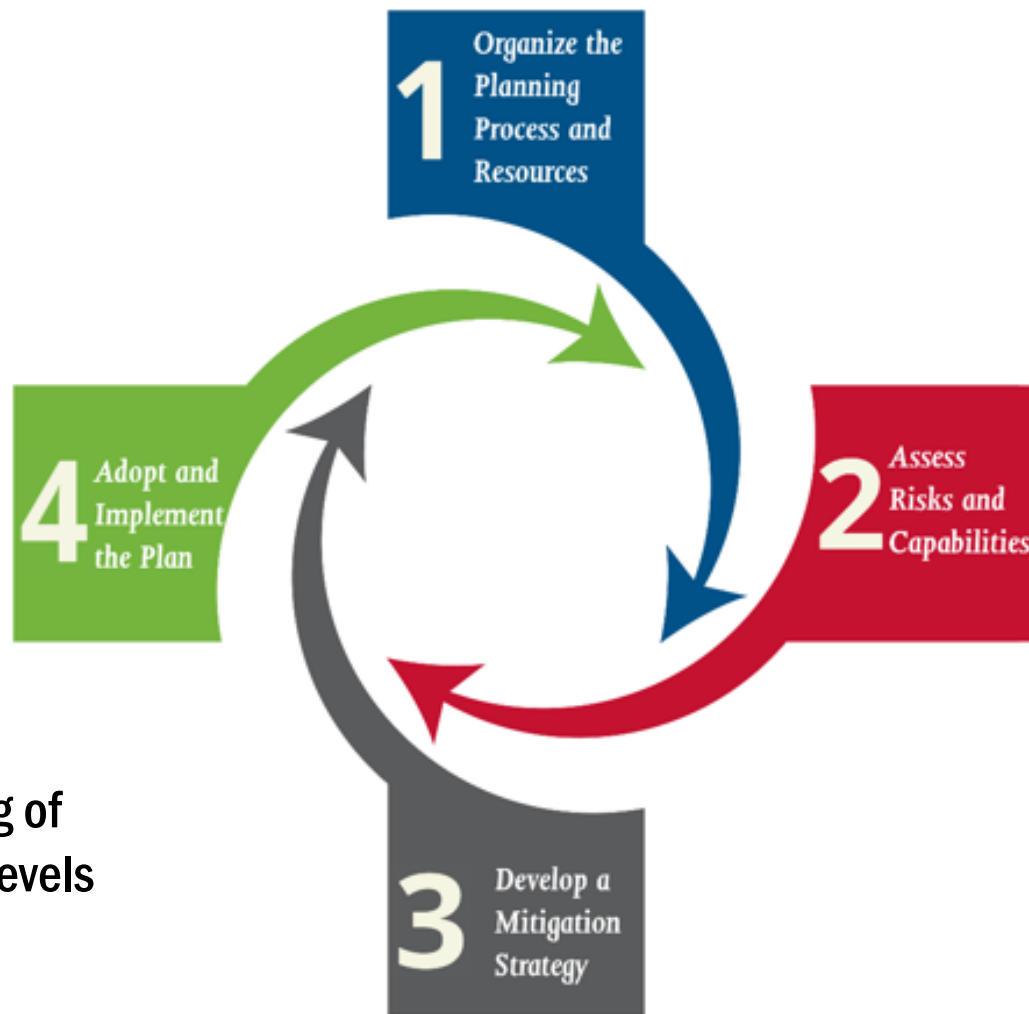 1
Organize the
Planning
Process and
Resources
2
Assess
Risks and
Capabilities
3
Develop a
Mitigation
Strategy
4
Adopt and
Implement
the Plan
of